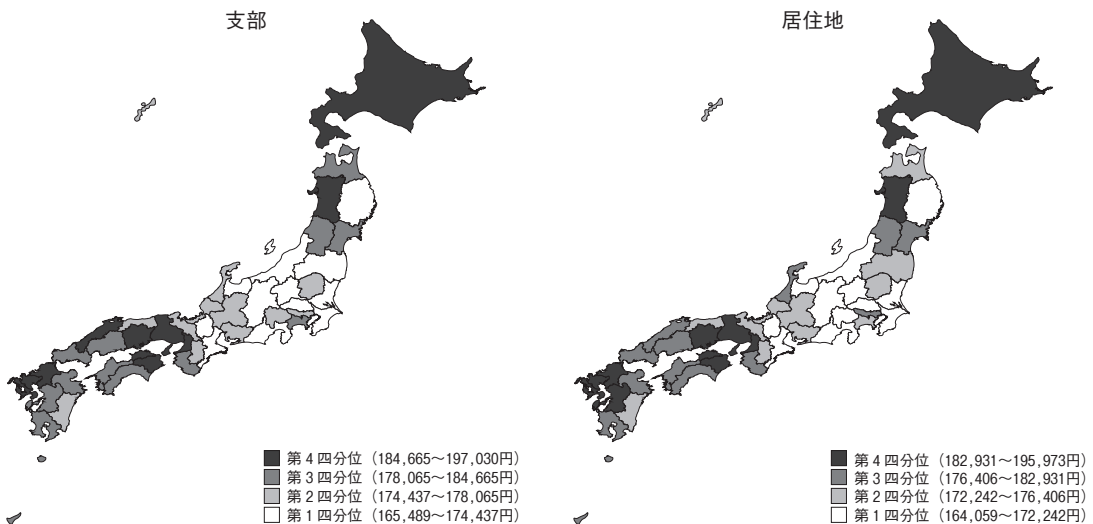 支部
居住地
第4四分位（184,665～197,030円）
第3四分位（178,065～184,665円）
第2四分位（174,437～178,065円）
第1四分位（165,489～174,437円）
第4四分位（182,931～195,973円）
第3四分位（176,406～182,931円）
第2四分位（172,242～176,406円）
第1四分位（164,059～172,242円）